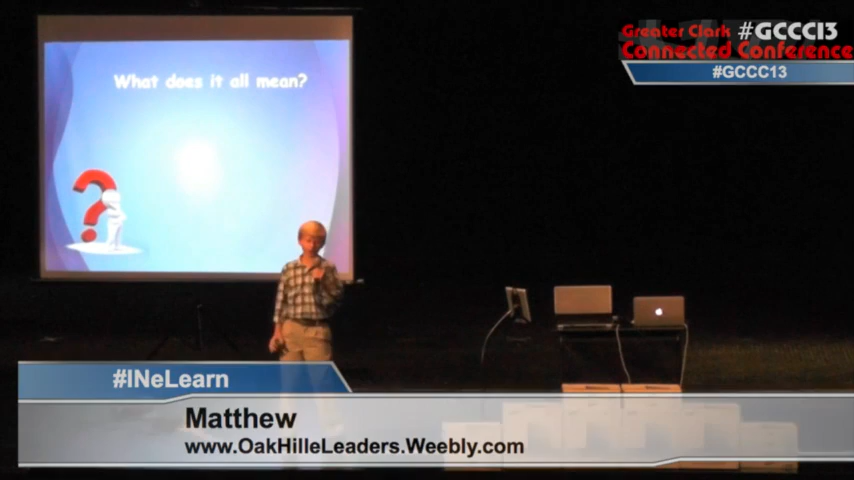 Greater Clark #GCCC13
Connected Conference
#GCCC13
What does it all mean?
#INeLearn
Matthew
www.OakHilleLeaders.Weebly.com